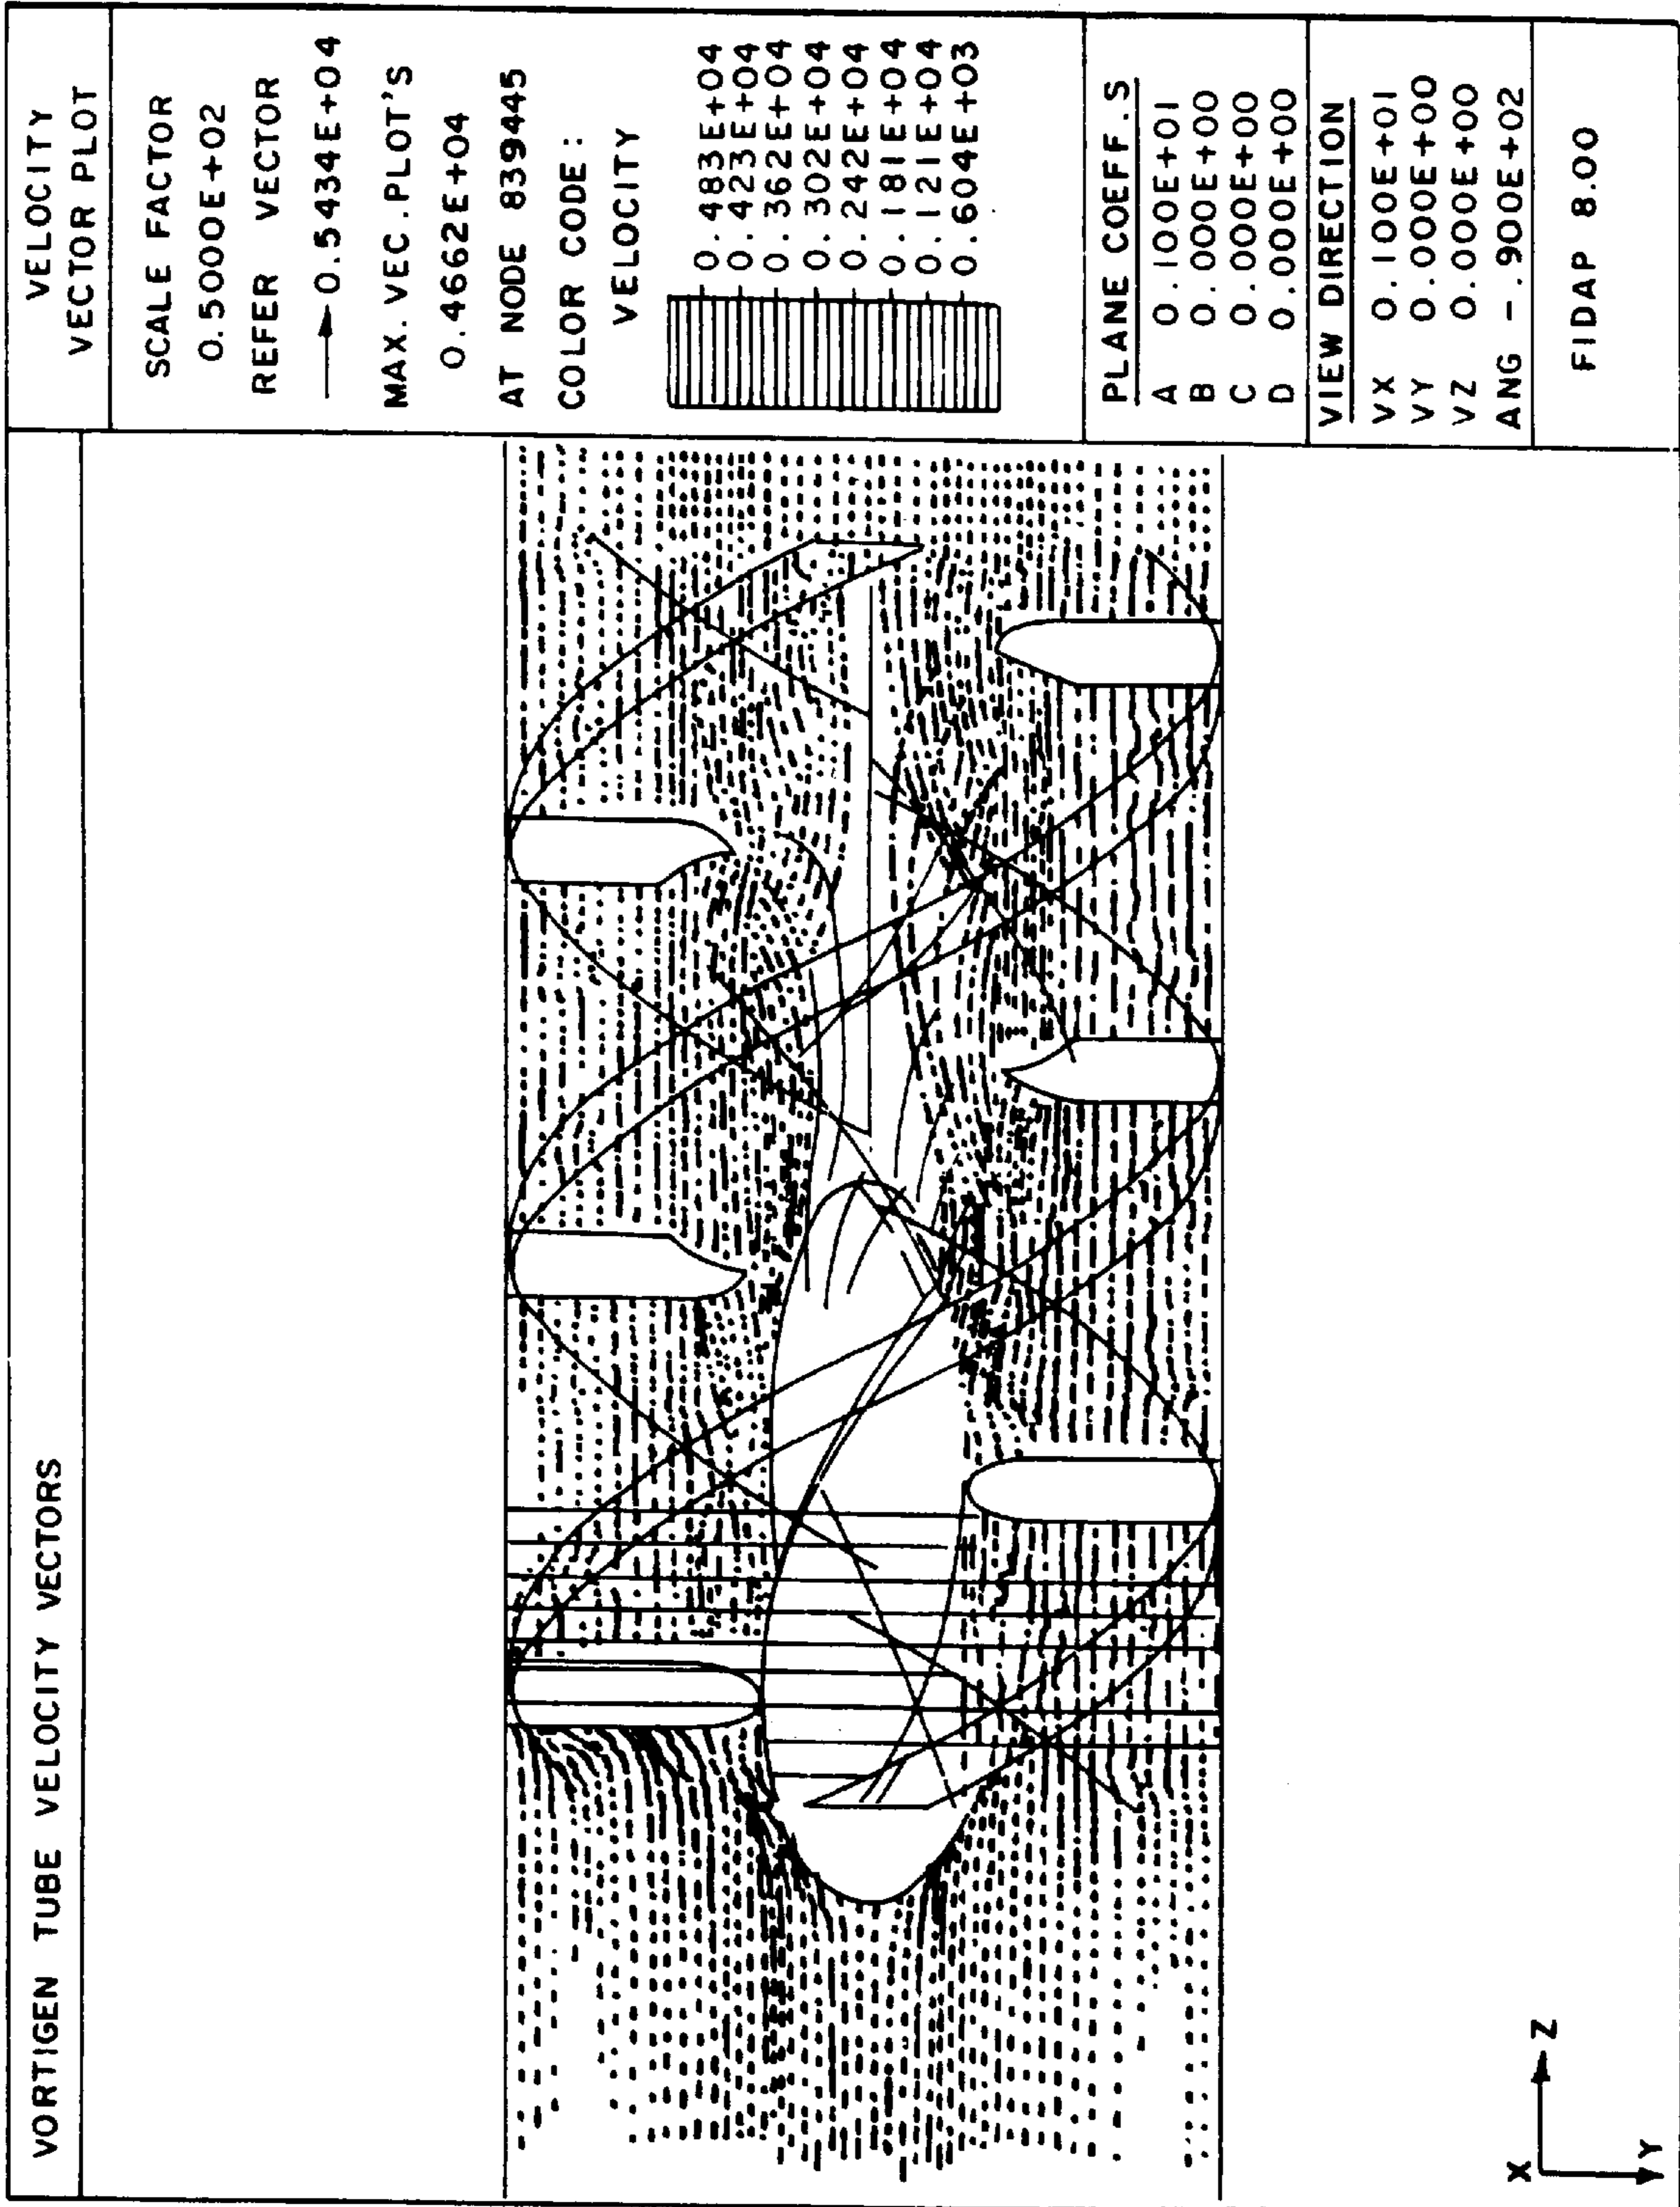 VORTIGEN TUBE VELOCITY VECTORS
VELOCITY
VECTOR PLOT
SCALE FACTOR
0.5000E+02
REFER VECTOR
0.5434E+04
MAX.VEC.PLOT'S
0.4662E+04
AT NODE 839445
COLOR CODE:
VELOCITY
0.483E+04
0.423E+04
0.362E+04
0.302E+04
0.242E+04
0.181E+04
0.121E+04
0.604E+03
PLANE COEFF.S
A 0.100E+01
B 0.000E+00
C 0.000E+00
D 0.000E+00
VIEW DIRECTION
VX 0.100E+01
VY 0.000E+00
VZ 0.000E+00
ANG -.900E+02
FIDAP 8.00
X
Z
Y